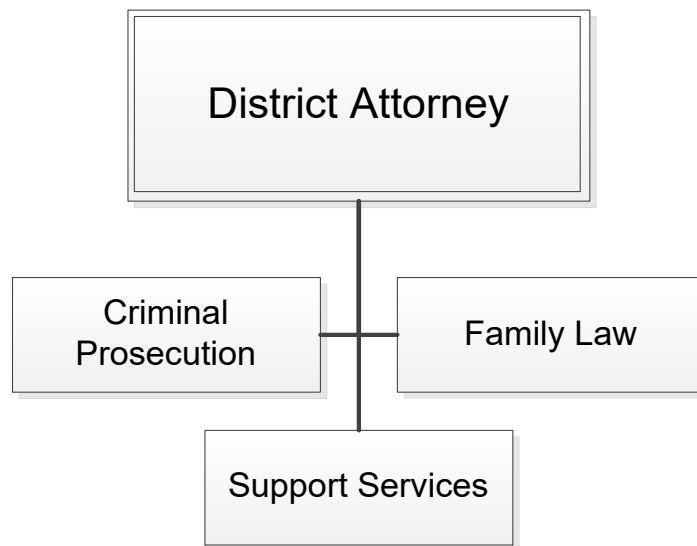 District Attorney
Criminal
Prosecution
Family Law
Support Services